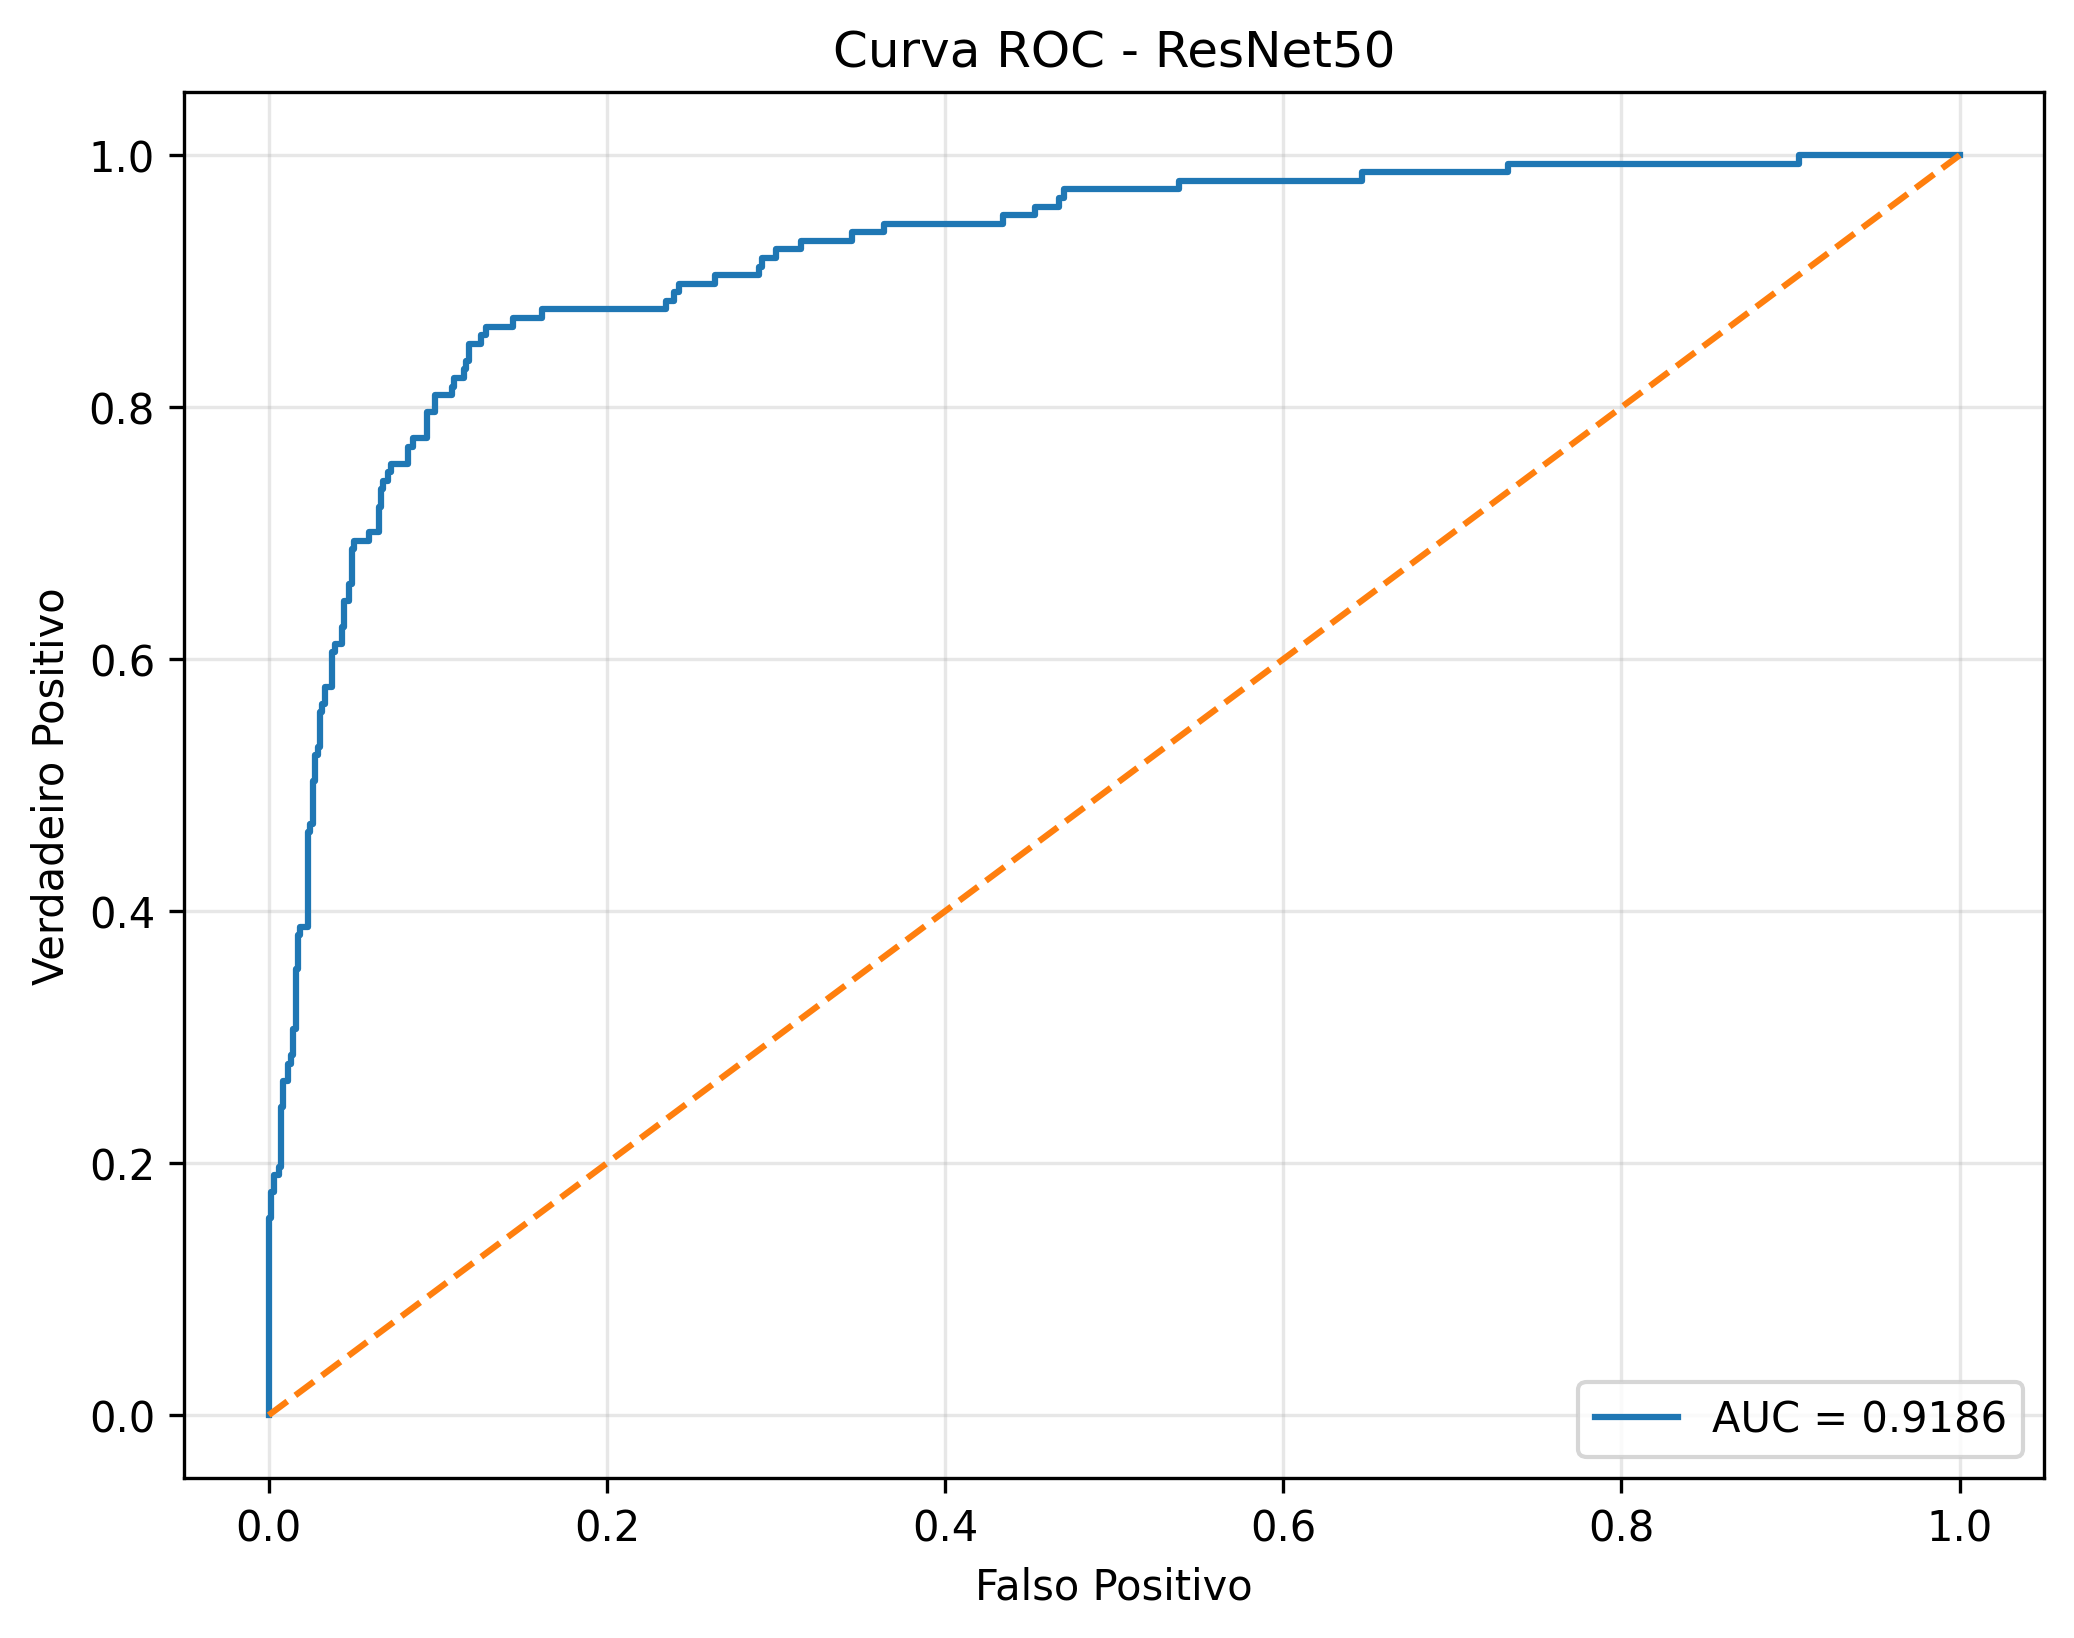 Curva ROC - ResNet50
1.0
0.8
0.6
0.4
0.2
0.0
Verdadeiro Positivo
AUC = 0.9186
0.0 0.2 0.4 0.6 0.8 1.0
Falso Positivo